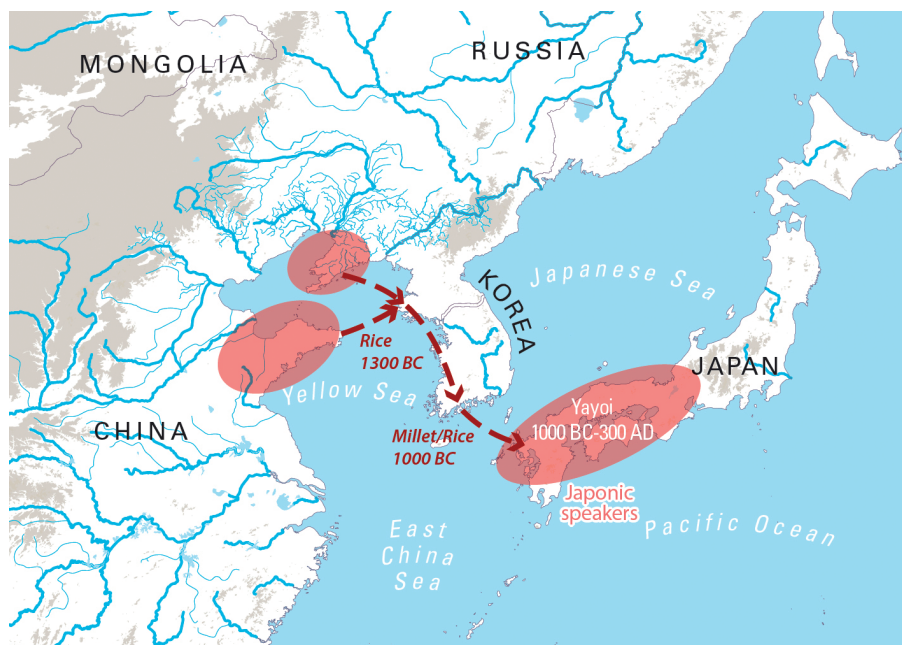 MONGOLIA
RUSSIA
KOREA
Japanese Sea
JAPAN
Rice
1300 BC
Yellow Sea
CHINA
Millet/Rice
1000 BC
Yayoi
1000 BC-300 AD
Japonic
speakers
East
China
Sea
Pacific Ocean